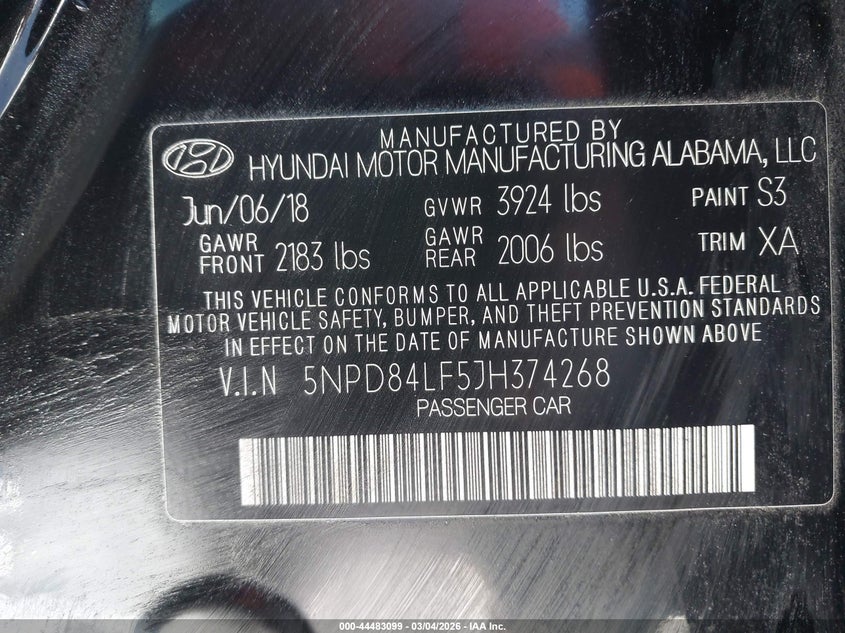 MANUFACTURED BY
HYUNDAI MOTOR MANUFACTURING ALABAMA, LLC
Jun/06/18 GVWR 3924 lbs PAINT S3
GAWR FRONT 2183 lbs GAWR REAR 2006 lbs TRIM XA
THIS VEHICLE CONFORMS TO ALL APPLICABLE U.S.A. FEDERAL
MOTOR VEHICLE SAFETY, BUMPER, AND THEFT PREVENTION STANDARDS
IN EFFECT ON THE DATE OF MANUFACTURE SHOWN ABOVE
V.I.N 5NPD84LF5JH374268
PASSENGER CAR
000-44483099 — 03/04/2026 — IAA Inc.